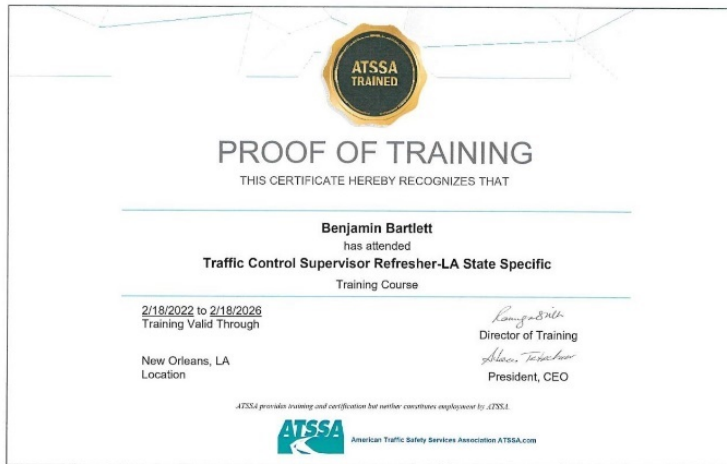 ATSSA
TRAINED
PROOF OF TRAINING
THIS CERTIFICATE HEREBY RECOGNIZES THAT
Benjamin Bartlett
has attended
Traffic Control Supervisor Refresher-LA State Specific
Training Course
2/18/2022 to 2/18/2026
Training Valid Through
Director of Training
New Orleans, LA
Location
President, CEO
ATSSA provides training and certification but neither constitutes employment by ATSSA.
ATSSA
American Traffic Safety Services Association ATSSA.com